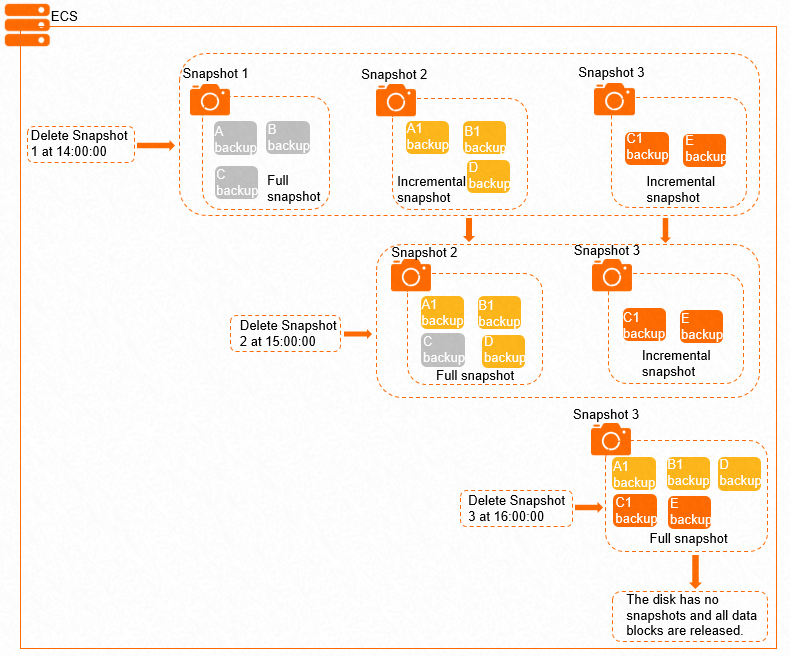 ECS
Snapshot 1
Snapshot 2
Snapshot 3
Delete Snapshot
1 at 14:00:00
A
backup
B
backup
C
backup
Full
snapshot
A1
backup
B1
backup
D
backup
Incremental
snapshot
C1
backup
E
backup
Incremental
snapshot
Snapshot 2
Snapshot 3
Delete Snapshot
2 at 15:00:00
A1
backup
B1
backup
C
backup
D
backup
Full snapshot
C1
backup
E
backup
Incremental
snapshot
Snapshot 3
Delete Snapshot
3 at 16:00:00
A1
backup
B1
backup
D
backup
C1
backup
E
backup
Full snapshot
The disk has no
snapshots and all data
blocks are released.